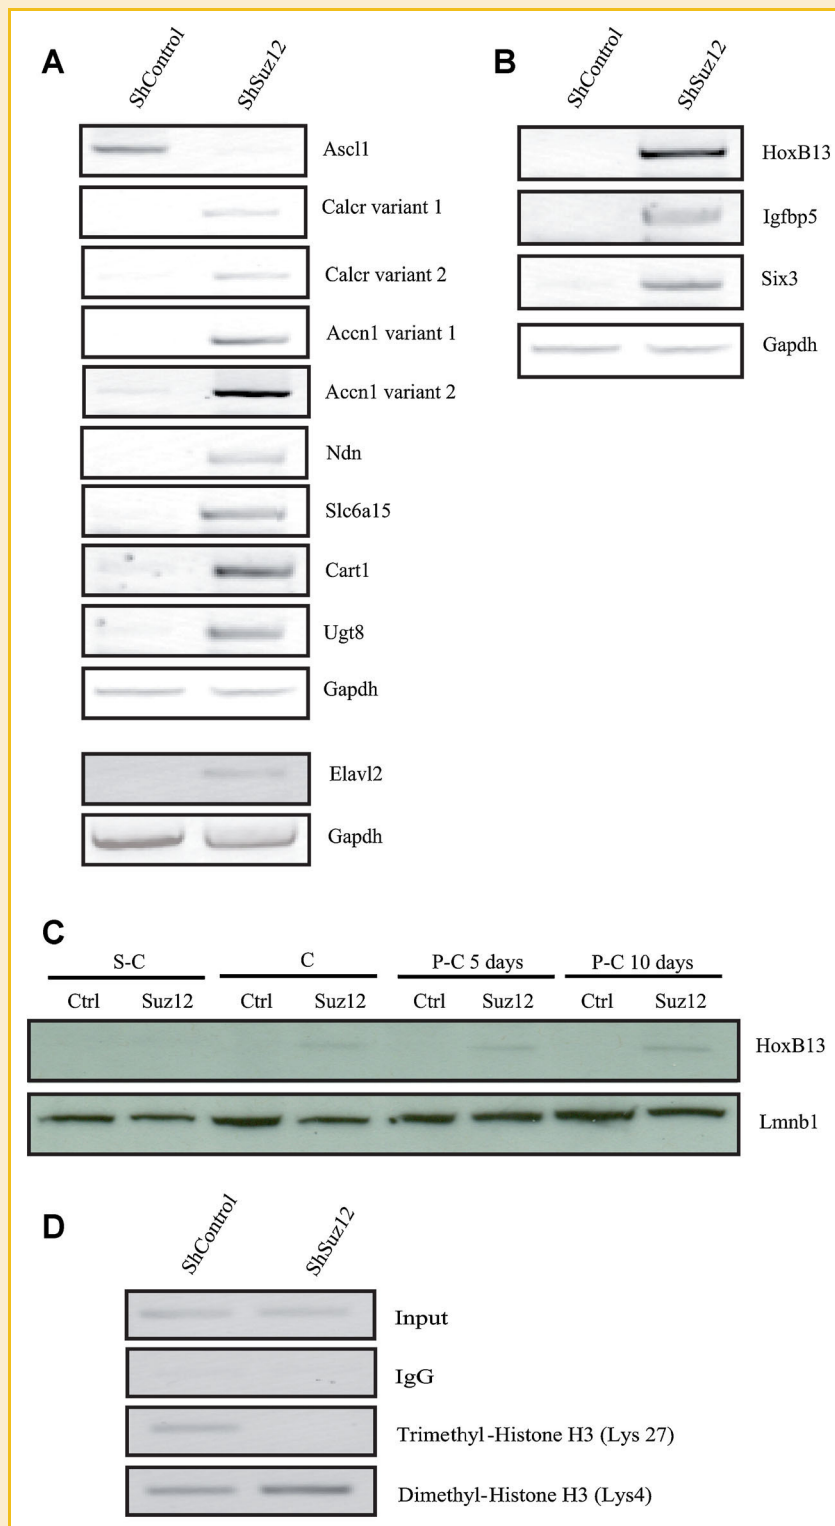 A
ShControl
ShSuz12
Ascl1
Calcr variant 1
Calcr variant 2
Accn1 variant 1
Accn1 variant 2
Ndn
Slc6a15
Cart1
Ugt8
Gapdh
Elavl2
Gapdh
B
ShControl
ShSuz12
HoxB13
Igfbp5
Six3
Gapdh
C
S-C C P-C 5 days P-C 10 days
Ctrl Suz12 Ctrl Suz12 Ctrl Suz12 Ctrl Suz12
HoxB13
Lmnb1
D
ShControl
ShSuz12
Input
IgG
Trimethyl-Histone H3 (Lys 27)
Dimethyl-Histone H3 (Lys4)